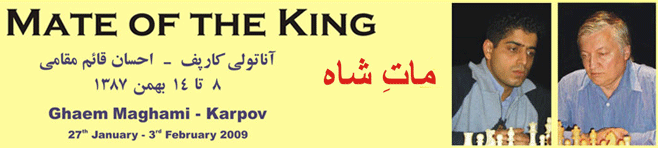 MATE OF THE KING
آناتولی کارپف - احسان قائم مقامی
۸ تا ۱۴ بهمن ۱۳۸۷
Ghaem Maghami - Karpov
27th January - 3rd February 2009
ماتِ شاه